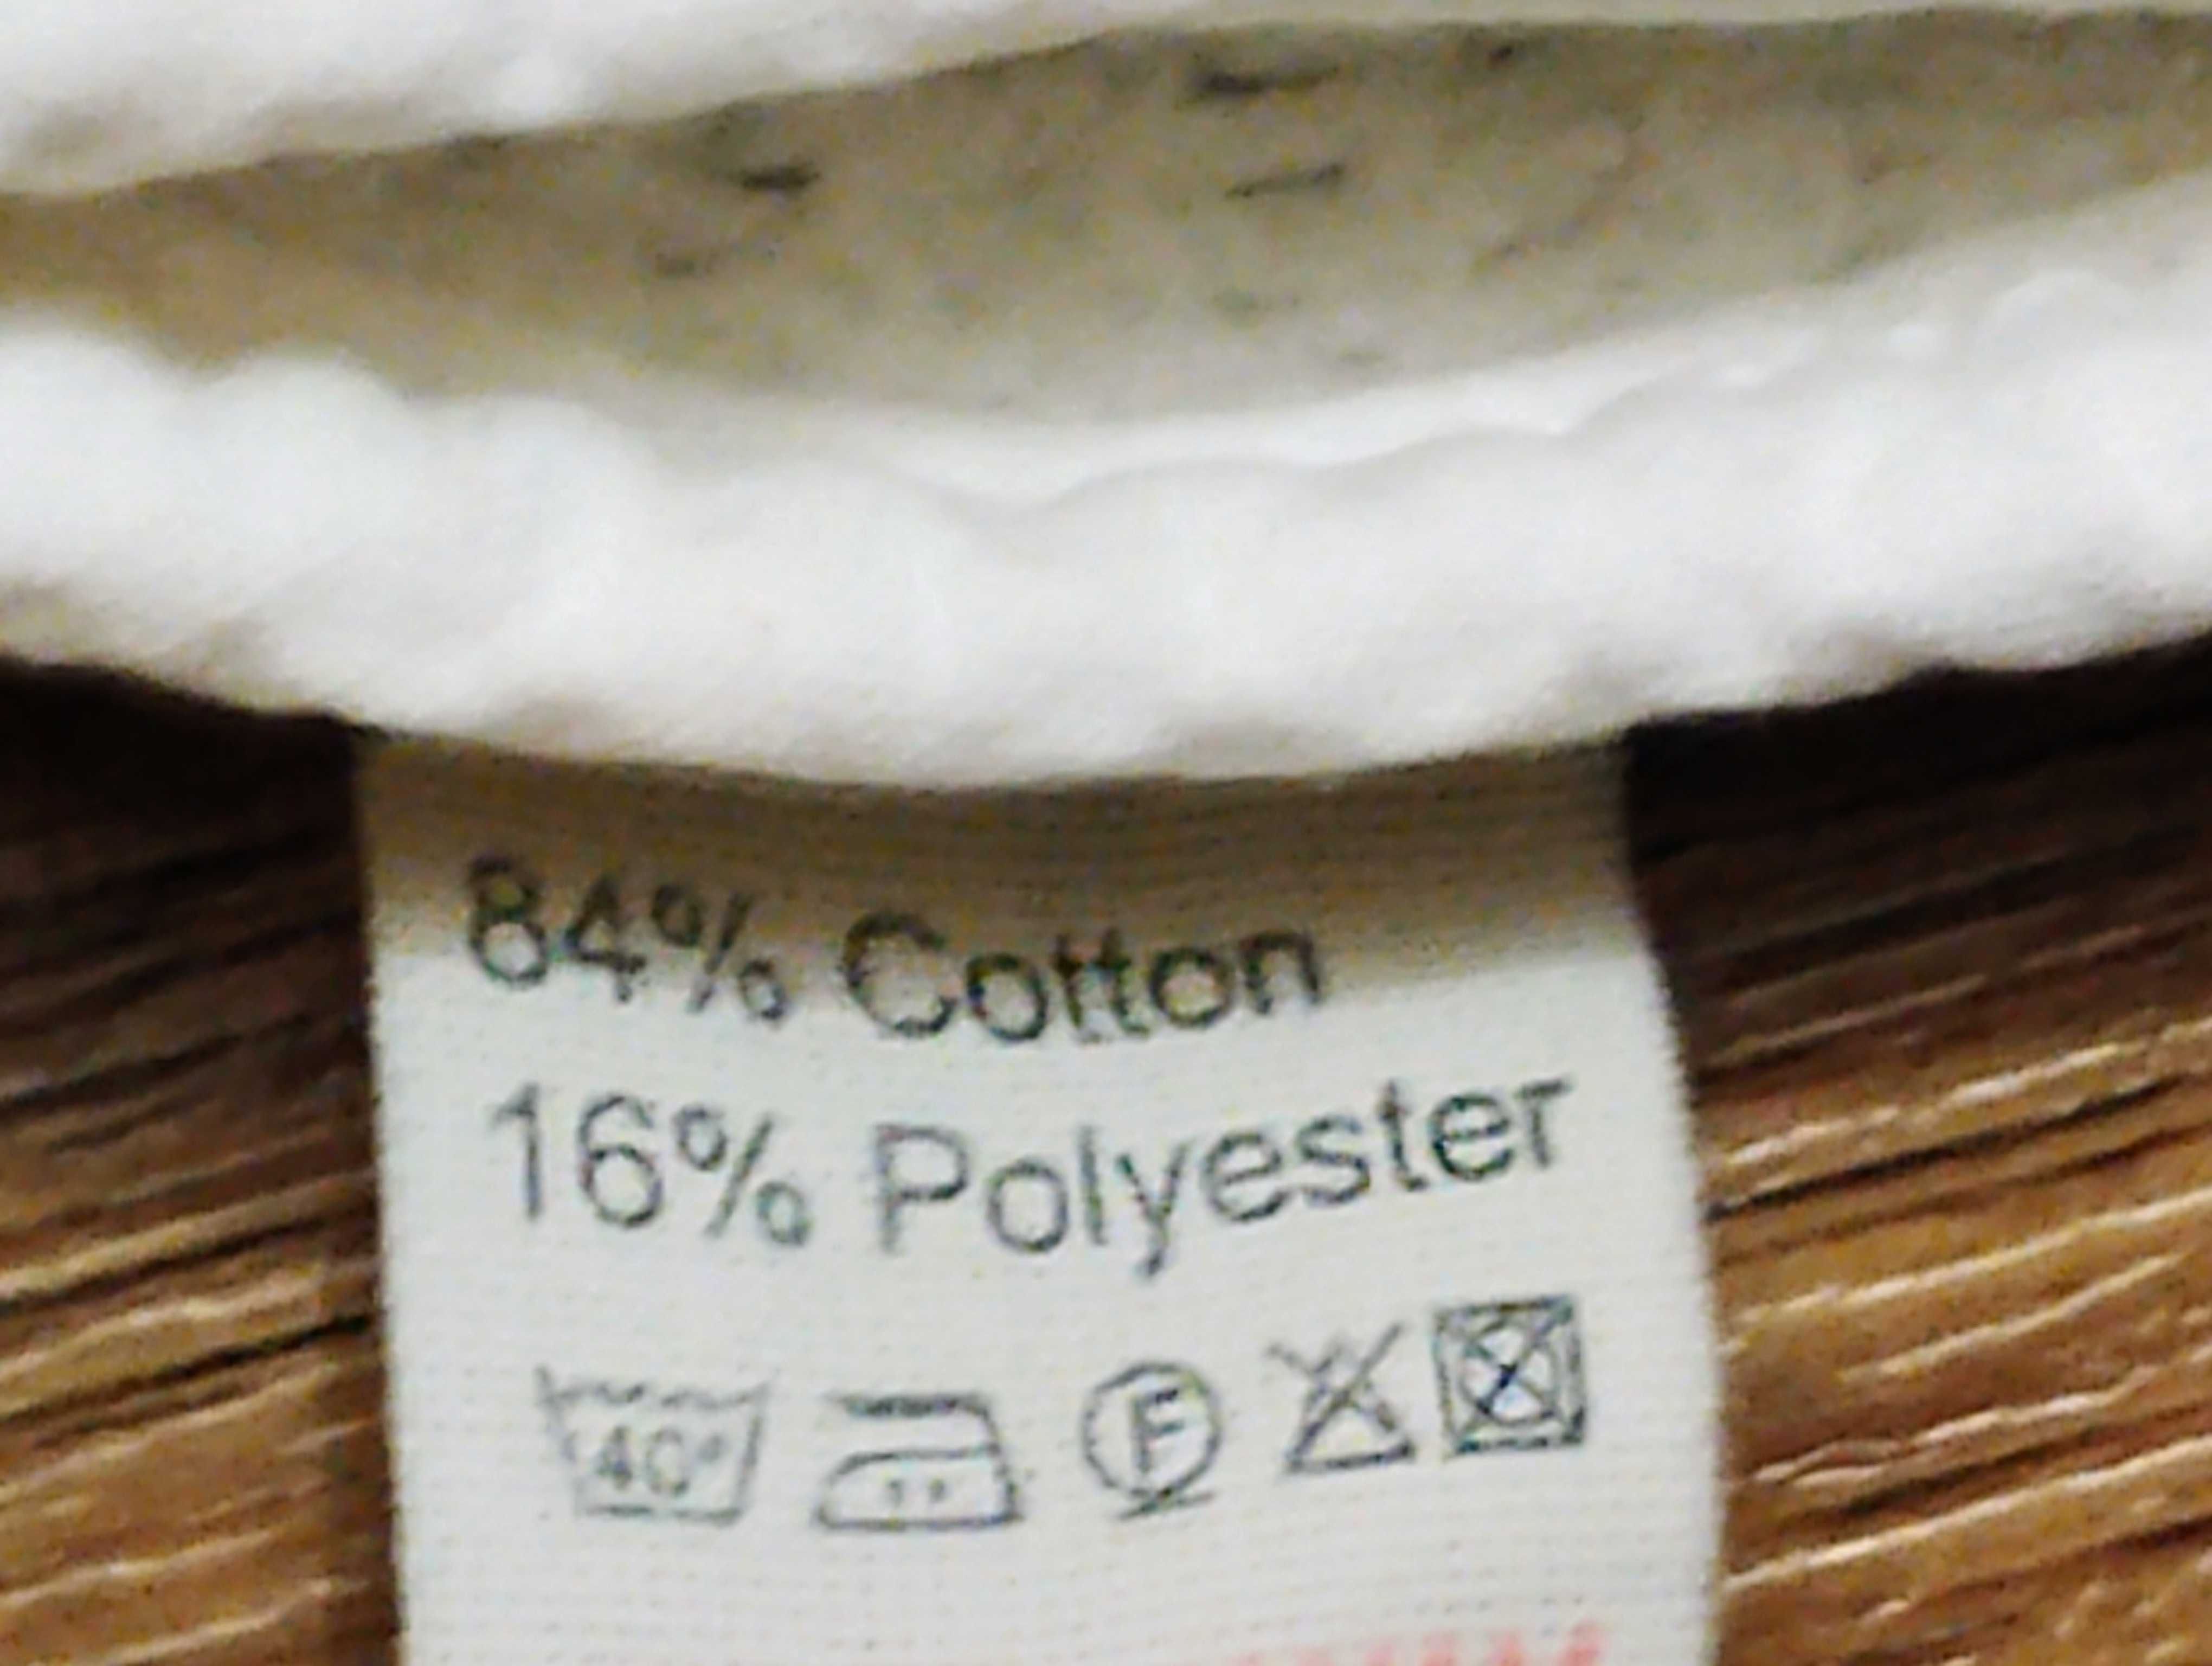 84% Cotton
16% Polyester
40° F